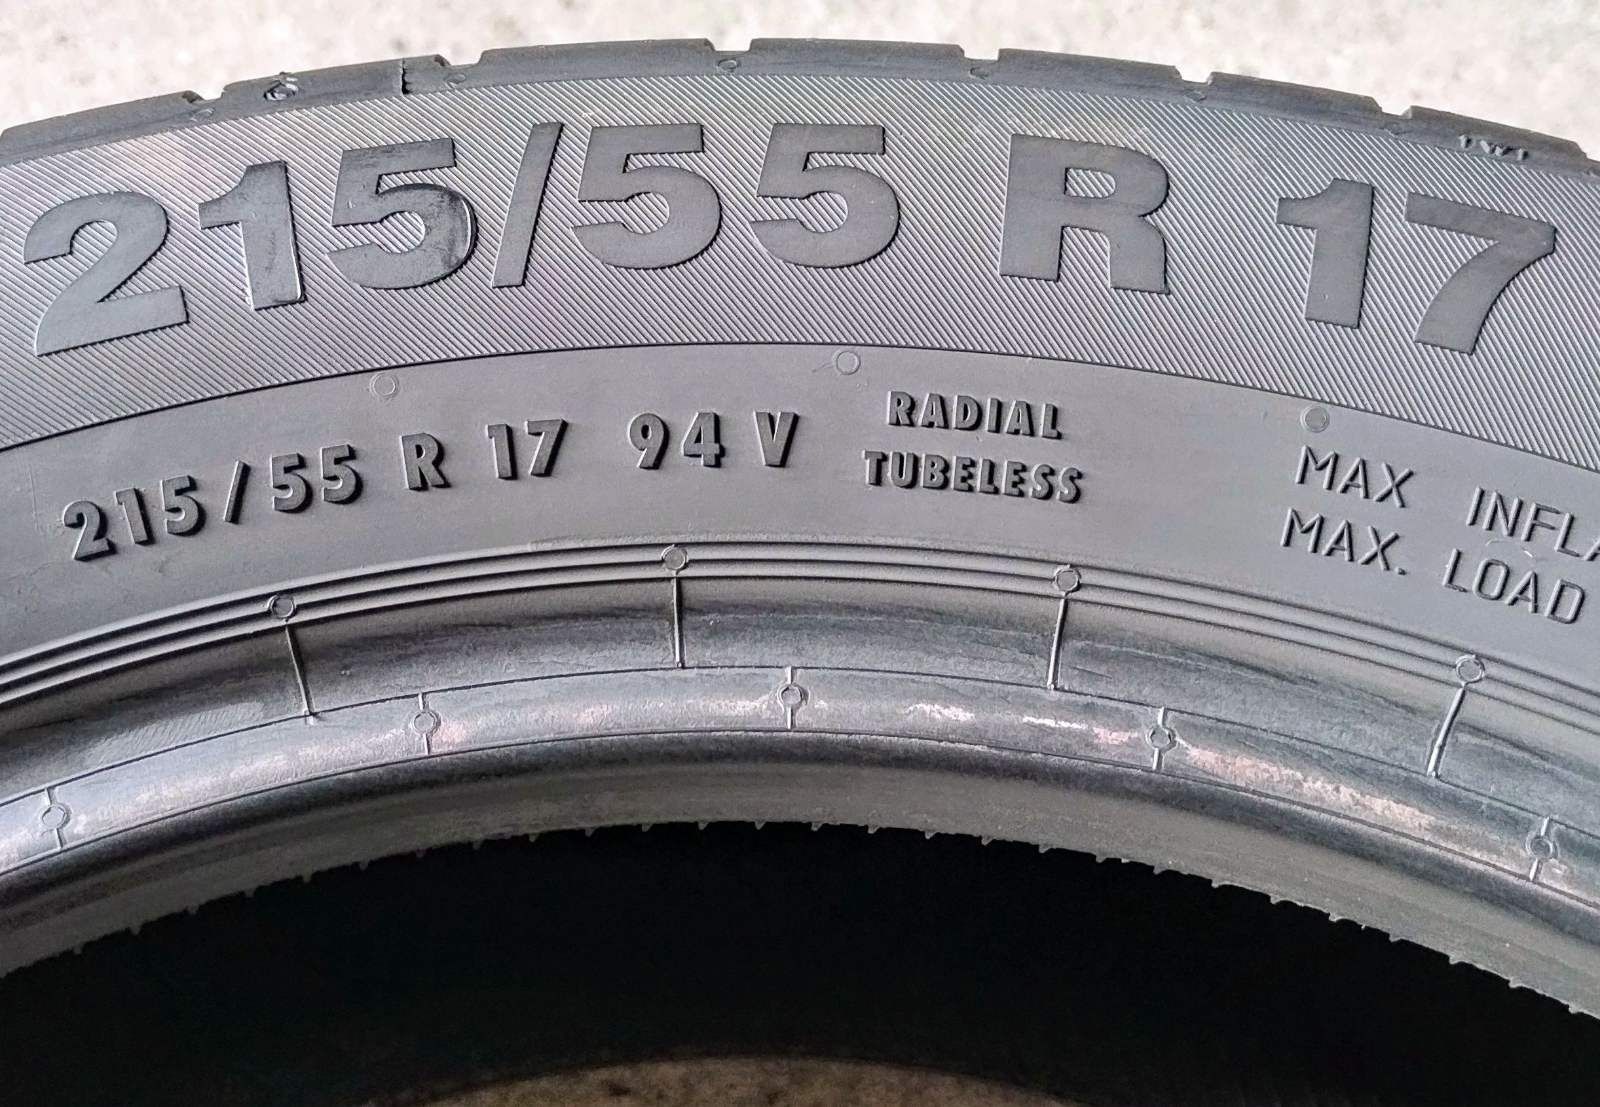 215/55 R 17
215/55 R 17 94 V
RADIAL
TUBELESS
MAX
MAX. LOAD